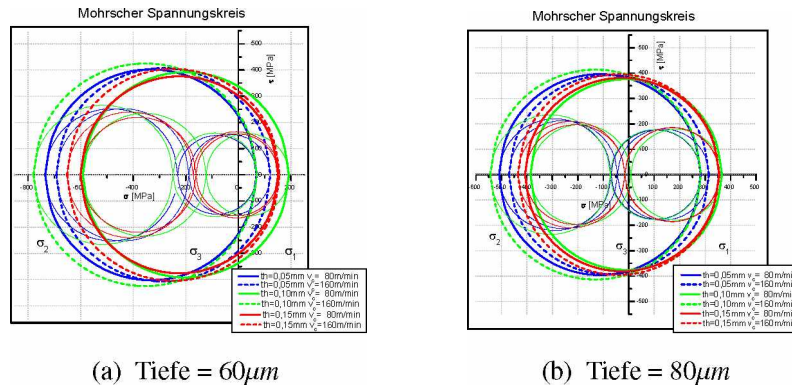 Mohrscher Spannungskreis
500
τ [MPa]
400
300
200
100
-800 -600 -400 -200 0 200
σ [MPa]
σ2 σ3 σ1
th=0,05mm vc= 80m/min
th=0,05mm vc=160m/min
th=0,10mm vc= 80m/min
th=0,10mm vc=160m/min
th=0,15mm vc= 80m/min
th=0,15mm vc=160m/min
(a) Tiefe = 60µm
Mohrscher Spannungskreis
500
τ [MPa]
400
300
200
100
-600 -500 -400 -300 -200 -100 0 100 200 300 400 500
σ [MPa]
100
200
300
400
500
σ2 σ3 σ1
th=0,05mm vc= 80m/min
th=0,05mm vc=160m/min
th=0,10mm vc= 80m/min
th=0,10mm vc=160m/min
th=0,15mm vc= 80m/min
th=0,15mm vc=160m/min
(b) Tiefe = 80µm